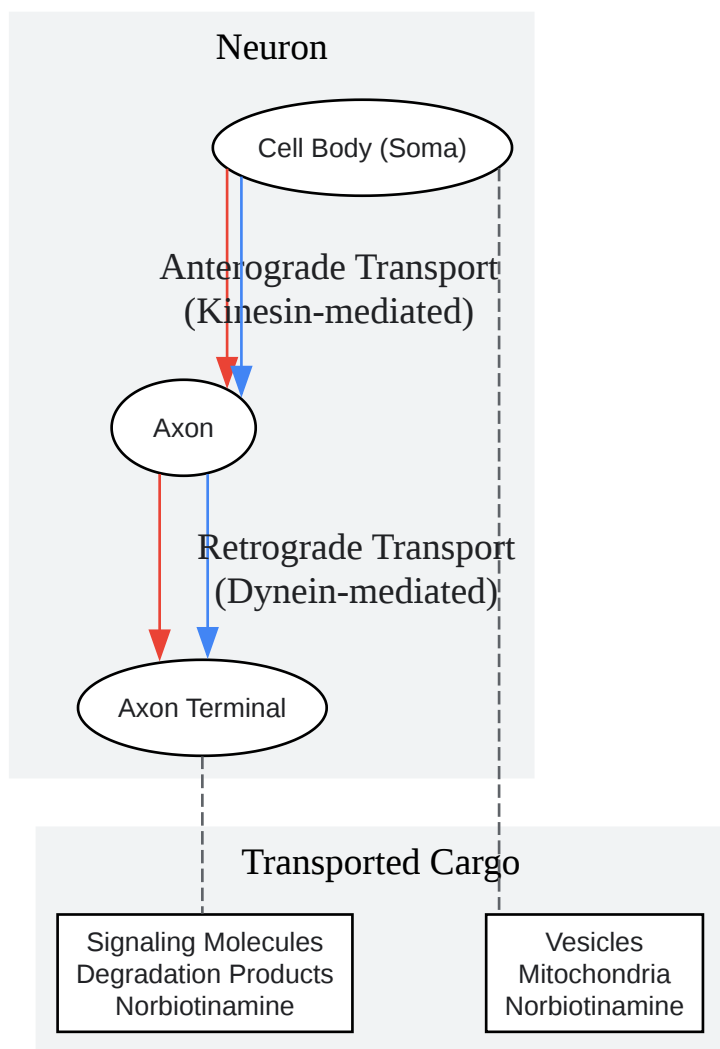 Neuron
Cell Body (Soma)
Anterograde Transport
(Kinesin-mediated)
Axon
Retrograde Transport
(Dynein-mediated)
Axon Terminal
Transported Cargo
Signaling Molecules
Degradation Products
Norbiotinamine
Vesicles
Mitochondria
Norbiotinamine